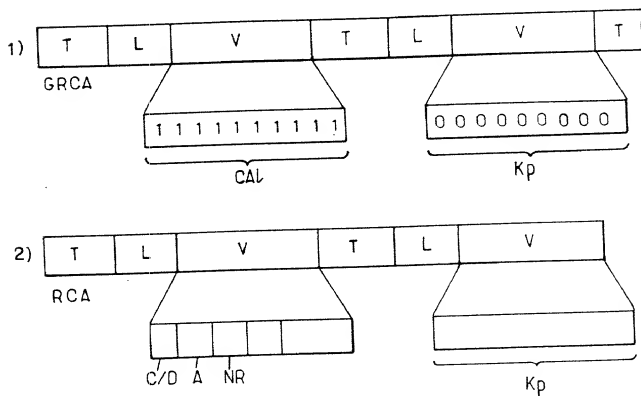 1) T L V T L V T
GRCA
1 1 1 1 1 1 1 1 1 1 0 0 0 0 0 0 0 0 0
CAl Kp
2) T L V T L V
RCA
C/D A NR Kp